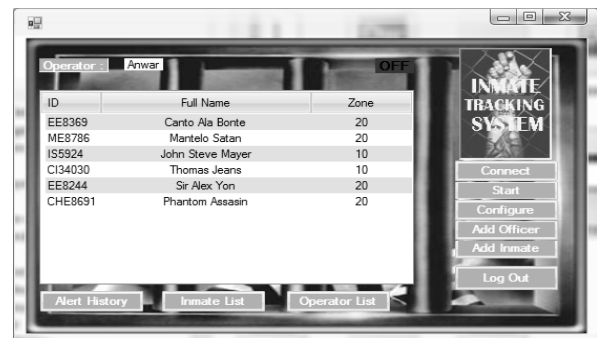 Operator : Anwar OFF
ID Full Name Zone
EE8369 Canto Ala Bonte 20
ME8786 Mantelo Satan 20
IS5924 John Steve Mayer 10
CI34030 Thomas Jeans 10
EE8244 Sir Alex Yon 20
CHE8691 Phantom Assasin 20
Alert History Inmate List Operator List
INMATE
TRACKING
SYSTEM
Connect
Start
Configure
Add Officer
Add Inmate
Log Out